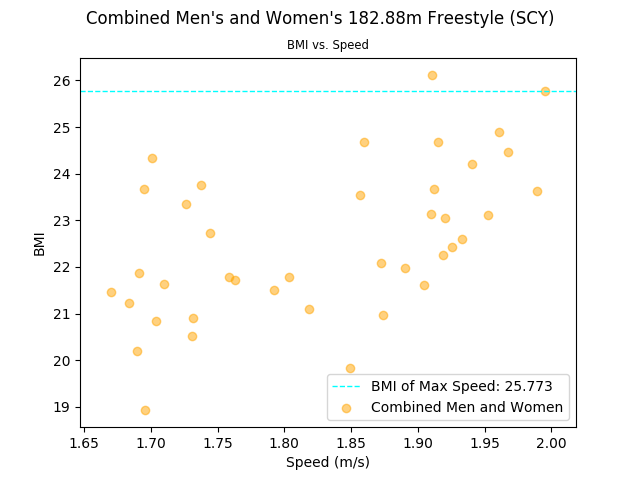 Combined Men's and Women's 182.88m Freestyle (SCY)
BMI vs. Speed
26
25
24
23
22
21
20
19
BMI
BMI of Max Speed: 25.773
Combined Men and Women
1.65 1.70 1.75 1.80 1.85 1.90 1.95 2.00
Speed (m/s)